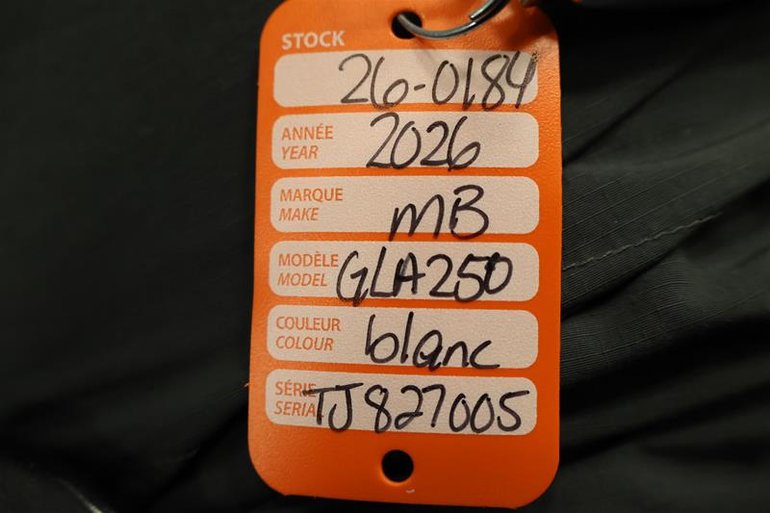 STOCK
26-0184
ANNÉE 2026
YEAR
MARQUE MB
MAKE
MODÈLE GLA250
MODEL
COULEUR blanc
COLOUR
SÉRIE TJ827005
SERIAL